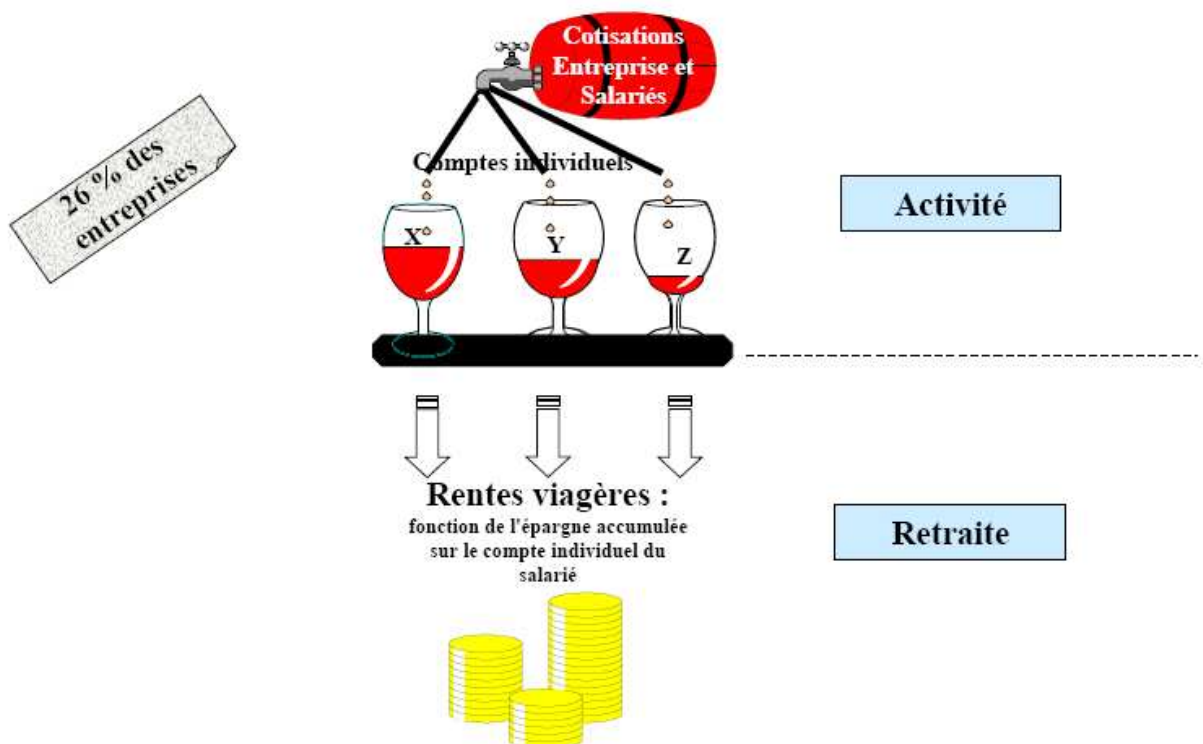 Cotisations
Entreprise et
Salariés
26 % des
entreprises
Comptes individuels
Activité
X
Y
Z
Rentes viagères :
fonction de l'épargne accumulée
sur le compte individuel du
salarié
Retraite